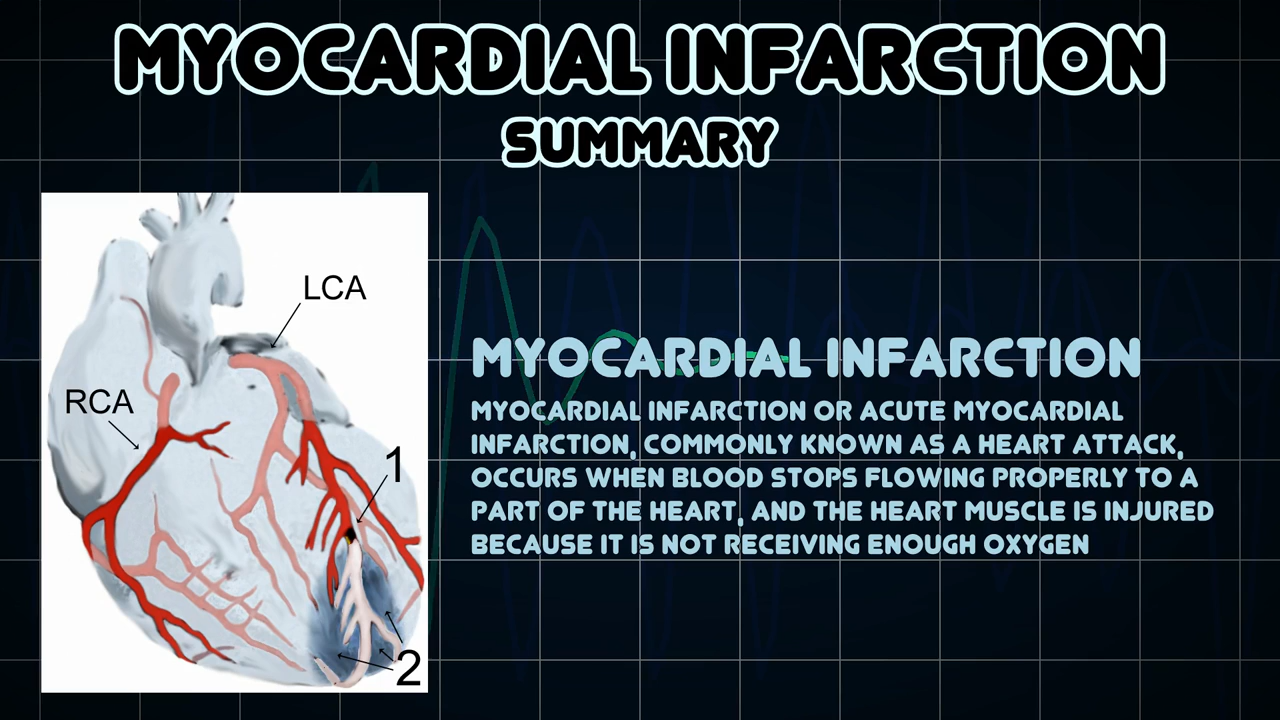 MYOCARDIAL INFARCTION
SUMMARY
LCA
RCA
1
2
MYOCARDIAL INFARCTION
MYOCARDIAL INFARCTION OR ACUTE MYOCARDIAL
INFARCTION, COMMONLY KNOWN AS A HEART ATTACK,
OCCURS WHEN BLOOD STOPS FLOWING PROPERLY TO A
PART OF THE HEART, AND THE HEART MUSCLE IS INJURED
BECAUSE IT IS NOT RECEIVING ENOUGH OXYGEN